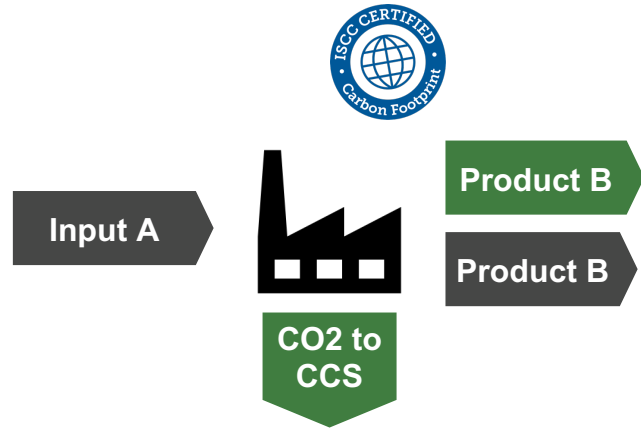 ISCC CERTIFIED
Carbon Footprint
Product B
Input A
Product B
CO2 to
CCS